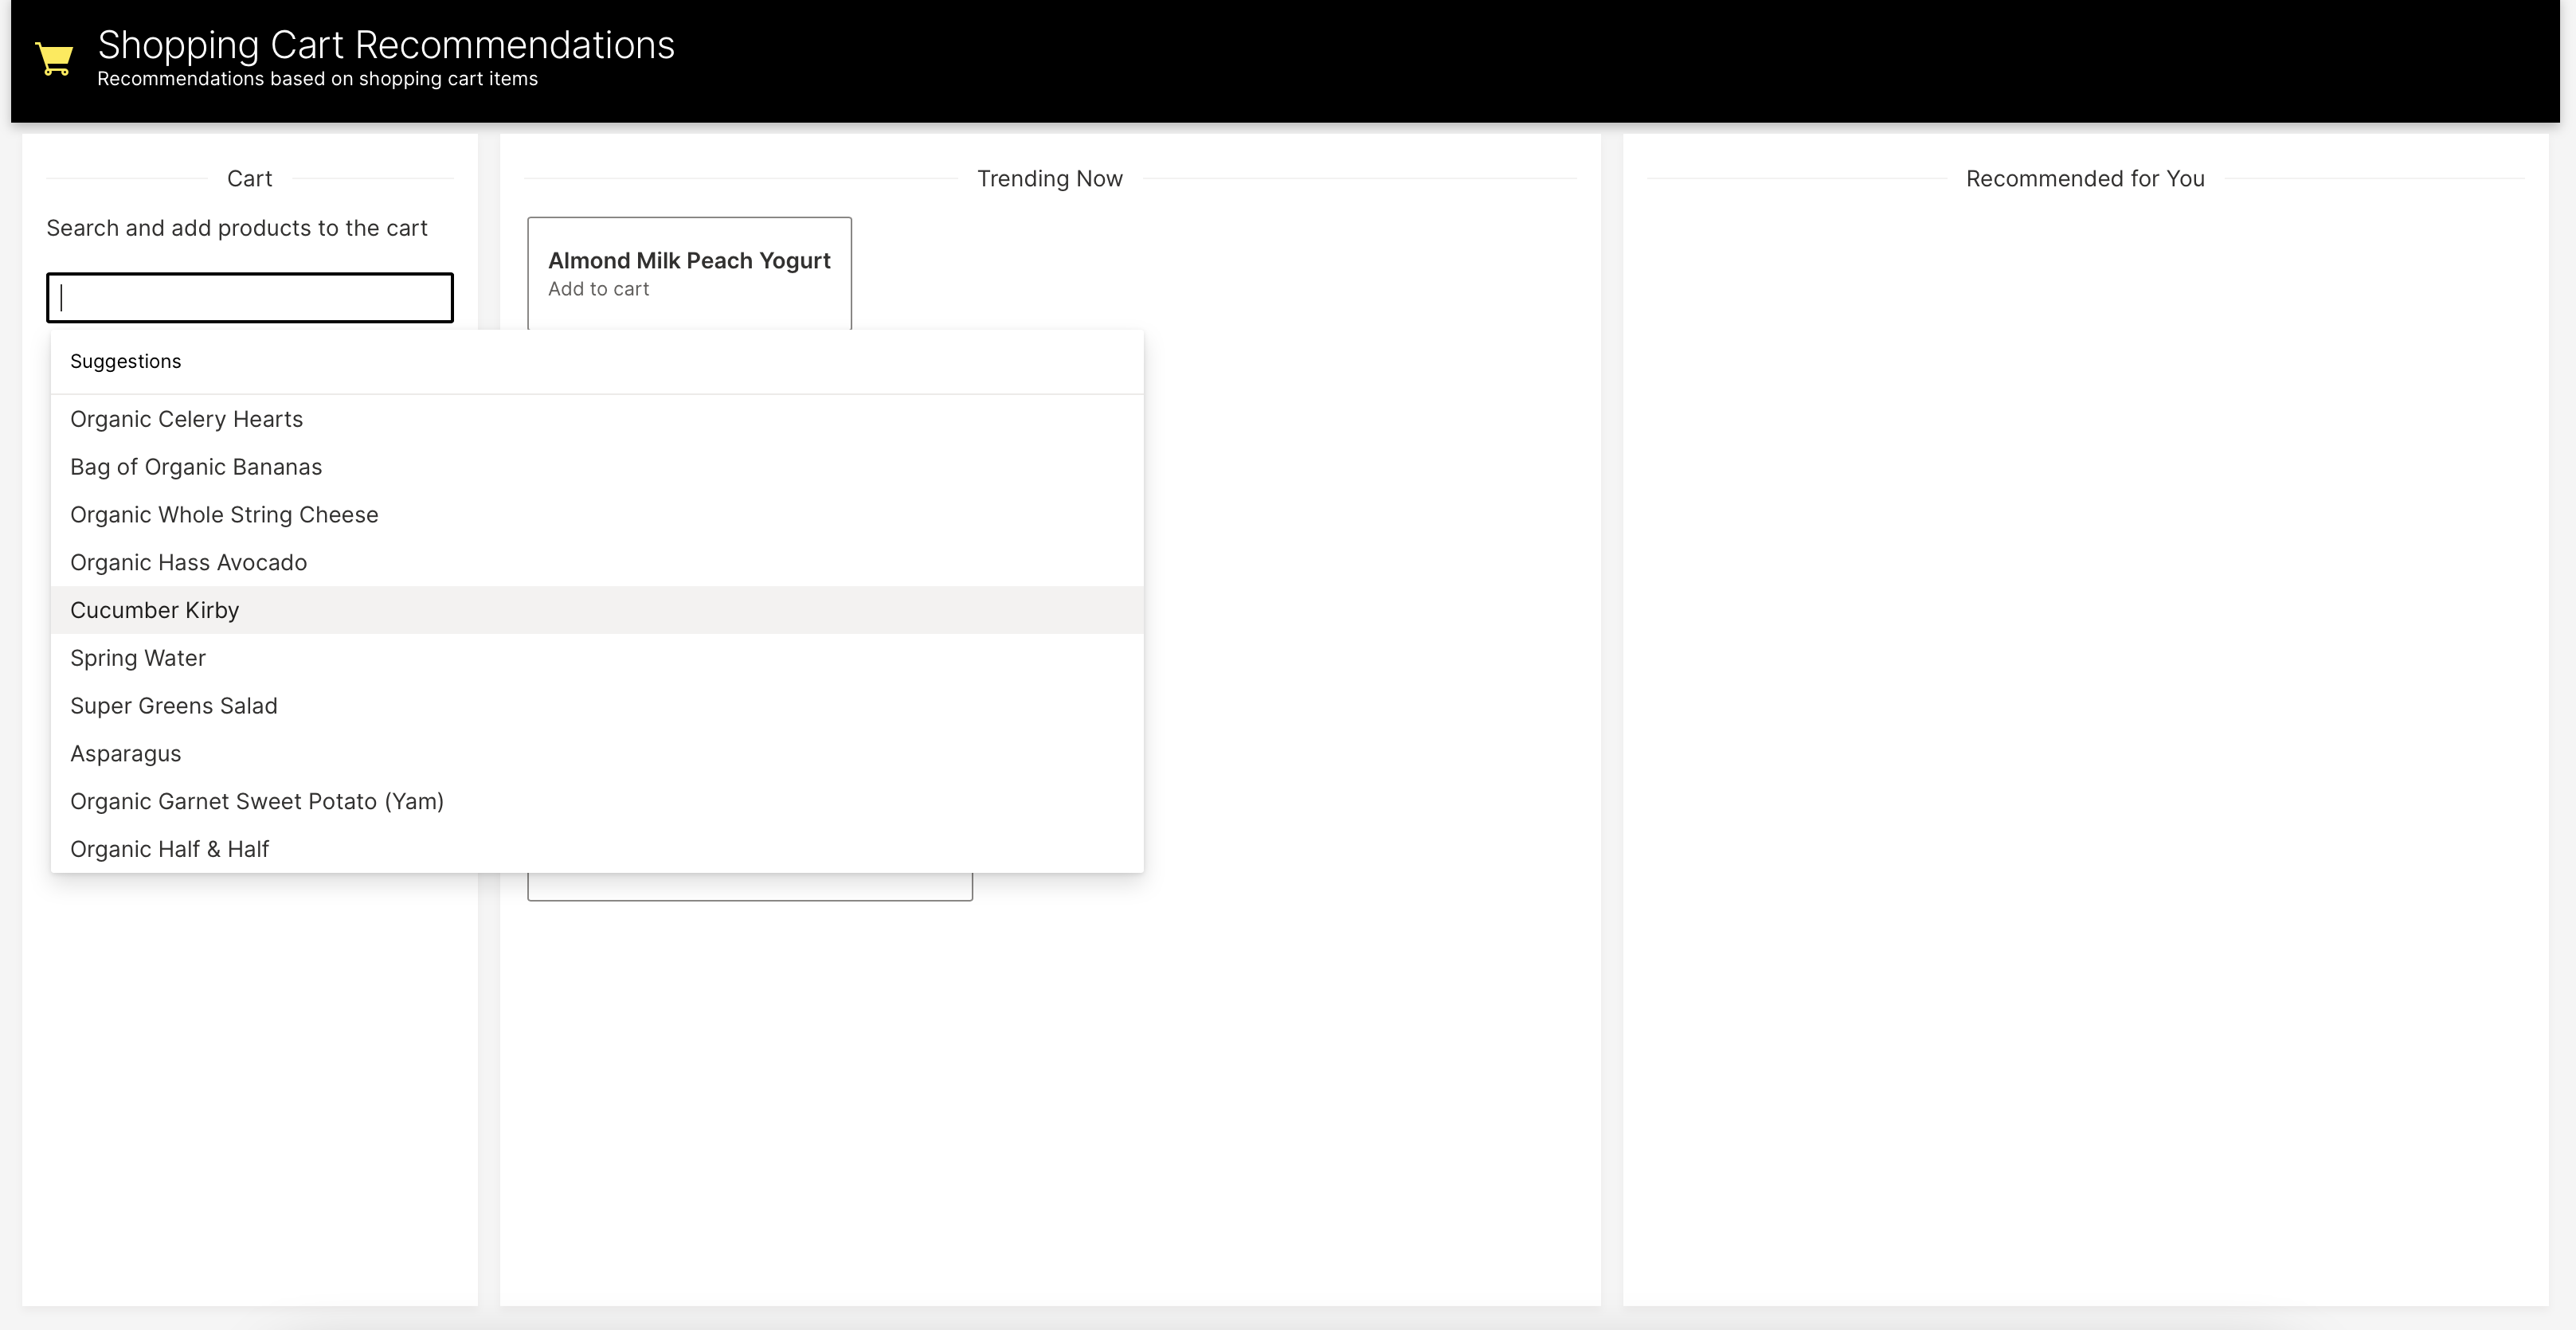 Shopping Cart Recommendations
Recommendations based on shopping cart items
Cart
Search and add products to the cart
Suggestions
Organic Celery Hearts
Bag of Organic Bananas
Organic Whole String Cheese
Organic Hass Avocado
Cucumber Kirby
Spring Water
Super Greens Salad
Asparagus
Organic Garnet Sweet Potato (Yam)
Organic Half & Half
Trending Now
Almond Milk Peach Yogurt
Add to cart
Recommended for You